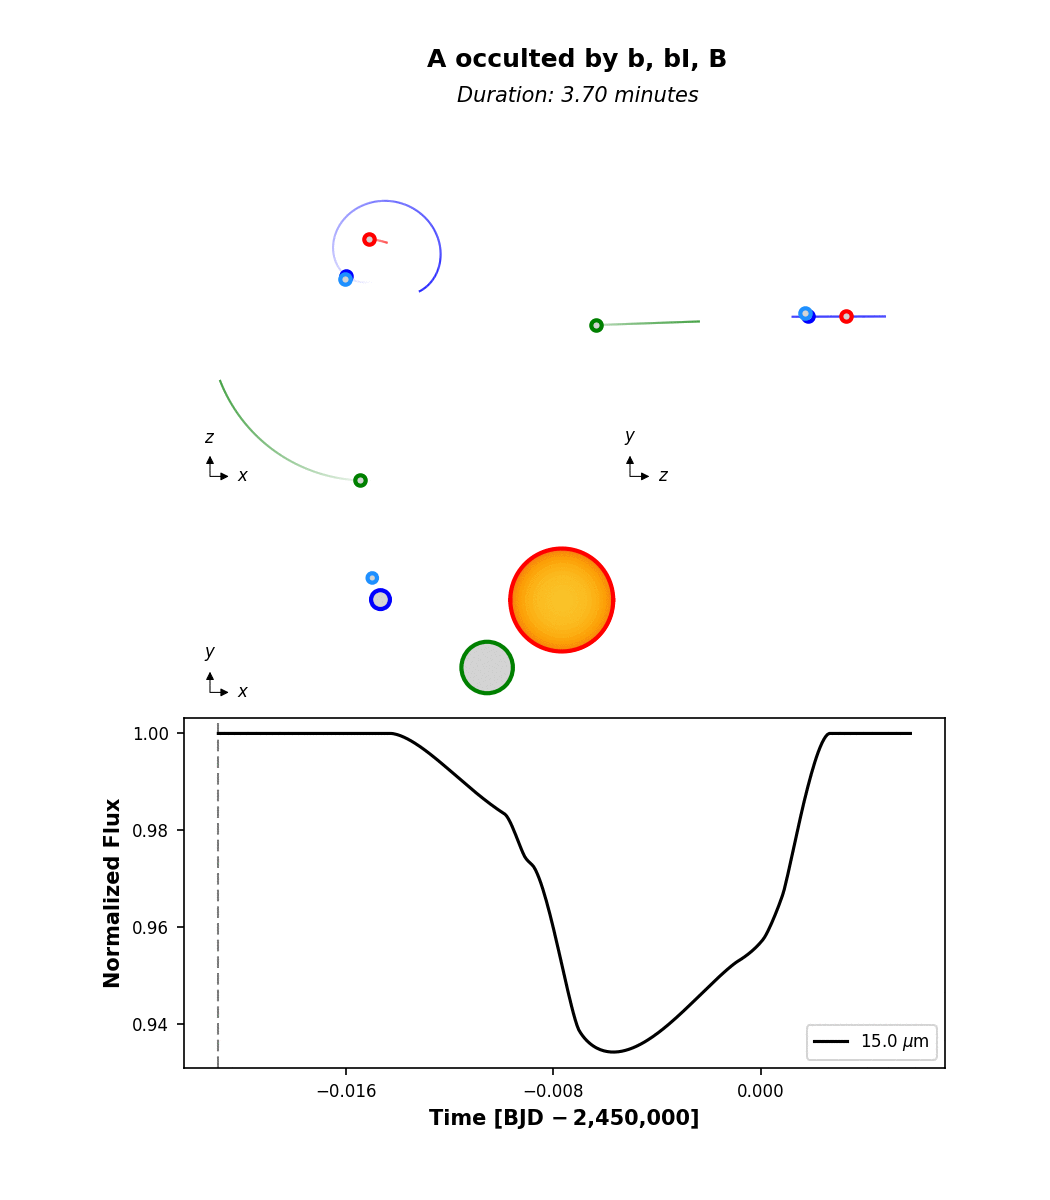 A occulted by b, bI, B
Duration: 3.70 minutes
z
x
y
z
y
x
1.00
0.98
0.96
0.94
Normalized Flux
15.0 μm
−0.016
−0.008
0.000
Time [BJD − 2,450,000]